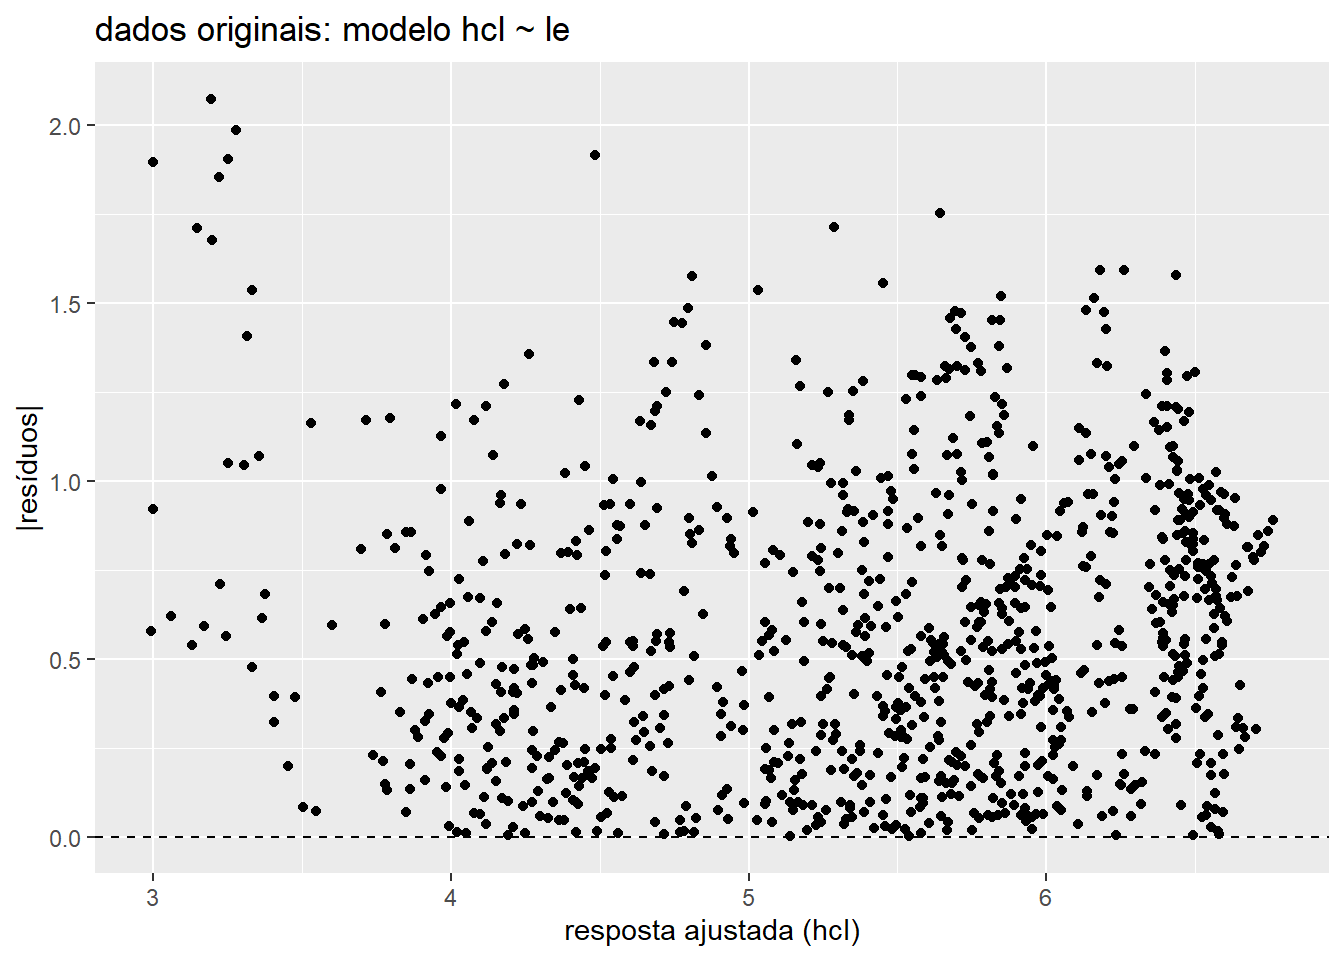 dados originais: modelo hcl ~ le
2.0
1.5
1.0
0.5
0.0
|resíduos|
3 4 5 6
resposta ajustada (hcl)